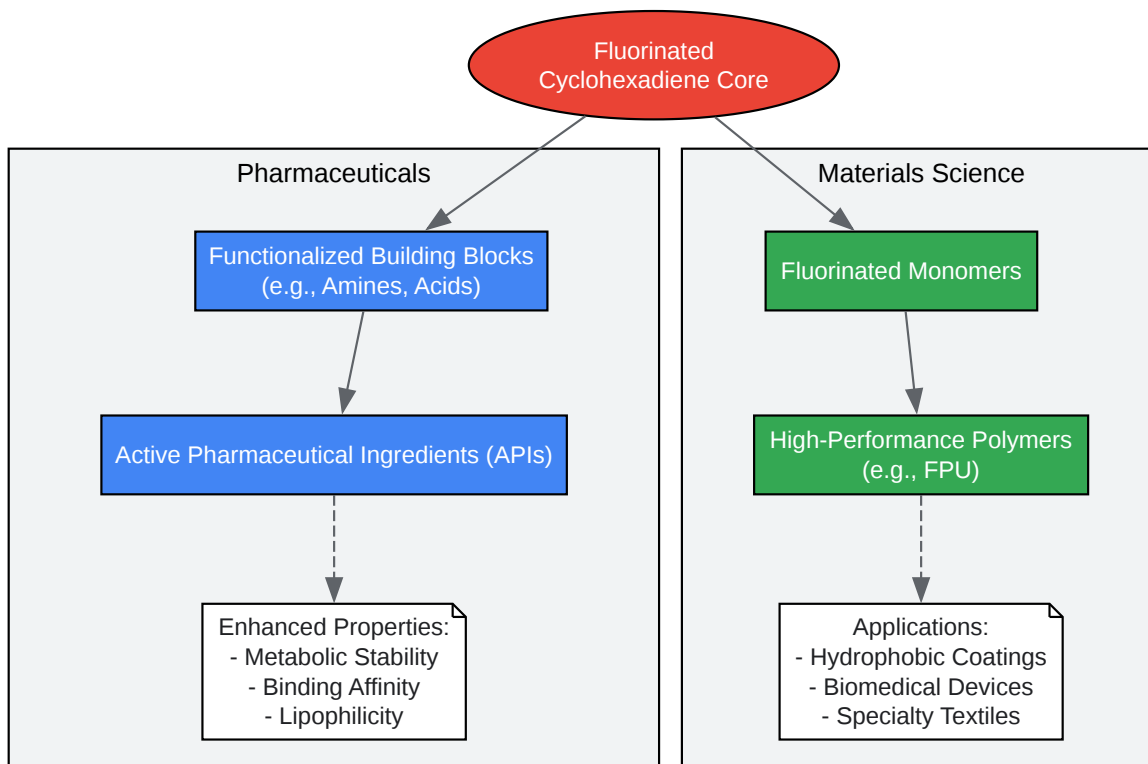 Fluorinated
Cyclohexadiene Core
Pharmaceuticals
Functionalized Building Blocks
(e.g., Amines, Acids)
Active Pharmaceutical Ingredients (APIs)
Enhanced Properties:
- Metabolic Stability
- Binding Affinity
- Lipophilicity
Materials Science
Fluorinated Monomers
High-Performance Polymers
(e.g., FPU)
Applications:
- Hydrophobic Coatings
- Biomedical Devices
- Specialty Textiles